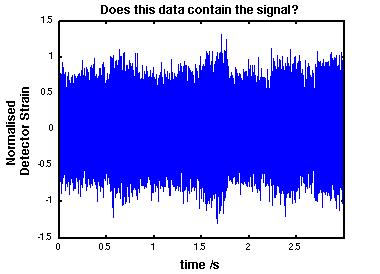 Does this data contain the signal?
1.5
1
0.5
0
-0.5
-1
-1.5
Normalised
Detector Strain
0 0.5 1 1.5 2 2.5
time /s